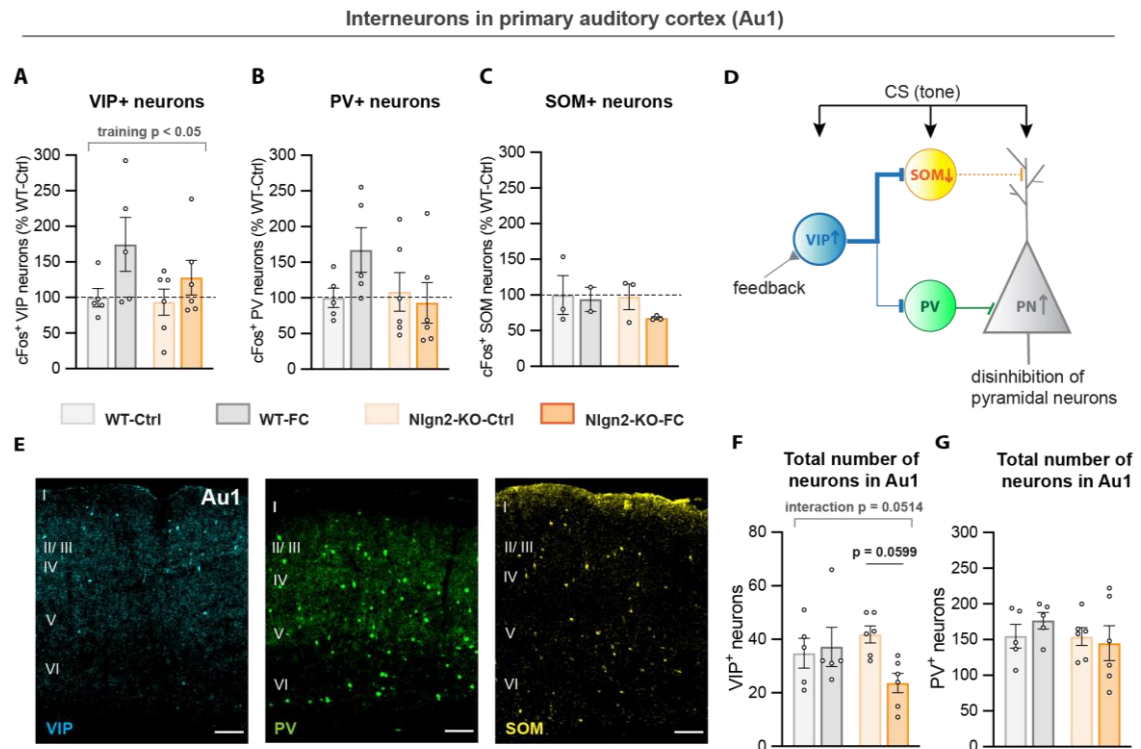 Interneurons in primary auditory cortex (Au1)
A
VIP+ neurons
training p < 0.05
cFos⁺ VIP neurons (% WT-Ctrl)
300
250
200
150
100
50
0
B
PV+ neurons
cFos⁺ PV neurons (% WT-Ctrl)
300
250
200
150
100
50
0
C
SOM+ neurons
cFos⁺ SOM neurons (% WT-Ctrl)
300
250
200
150
100
50
0
D
CS (tone)
SOM↓
VIP↑
feedback
PV
PN↑
disinhibition of
pyramidal neurons
WT-Ctrl
WT-FC
Nlgn2-KO-Ctrl
Nlgn2-KO-FC
E
Au1
I
II/ III
IV
V
VI
VIP
I
II/ III
IV
V
VI
PV
I
II/ III
IV
V
VI
SOM
F
Total number of
neurons in Au1
interaction p = 0.0514
p = 0.0599
VIP⁺ neurons
80
60
40
20
0
G
Total number of
neurons in Au1
PV⁺ neurons
300
250
200
150
100
50
0